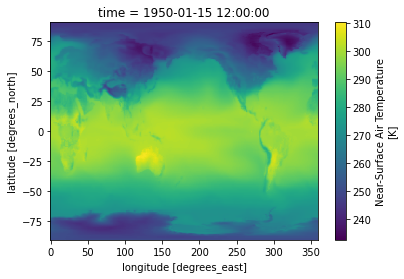 time = 1950-01-15 12:00:00
75
50
25
0
−25
−50
−75
latitude [degrees_north]
0 50 100 150 200 250 300 350
longitude [degrees_east]
310
300
290
280
270
260
250
240
Near-Surface Air Temperature
[K]